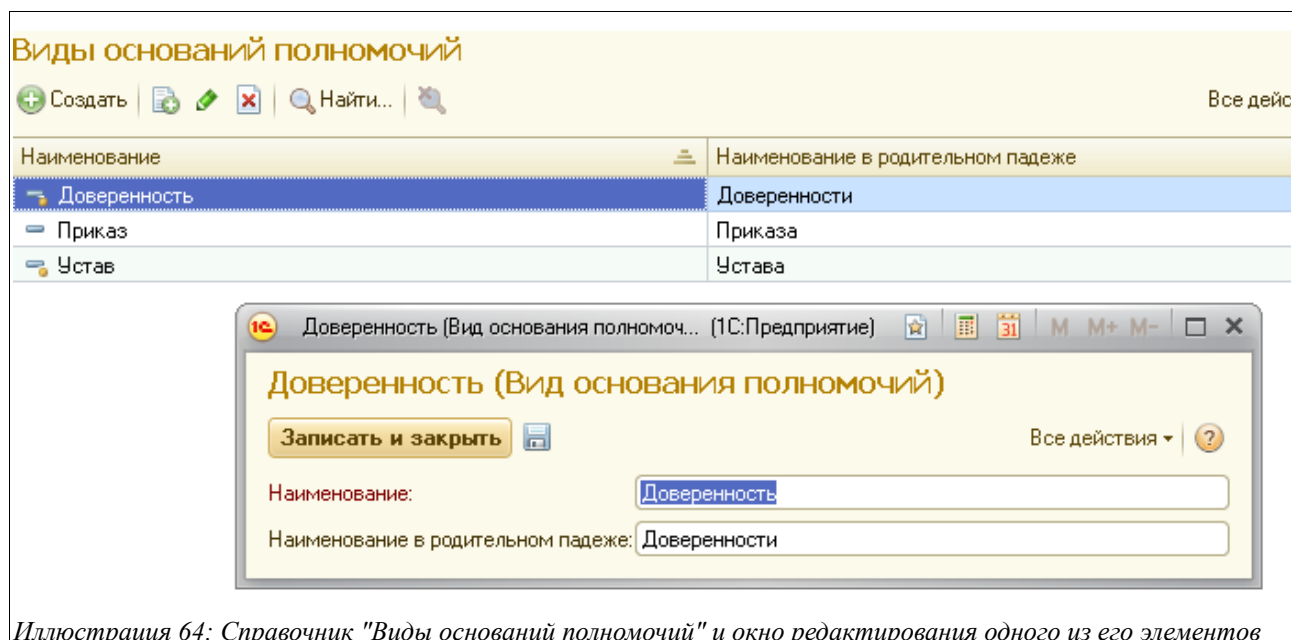 Виды оснований полномочий
Создать Найти... Все дейс
Наименование Наименование в родительном падеже
Доверенность Доверенности
Приказ Приказа
Устав Устава
1С Доверенность (Вид основания полномоч... (1С:Предприятие) 31 M M+ M-
Доверенность (Вид основания полномочий)
Записать и закрыть Все действия ?
Наименование: Доверенность
Наименование в родительном падеже: Доверенности
Иллюстрация 64: Справочник "Виды оснований полномочий" и окно редактирования одного из его элементов